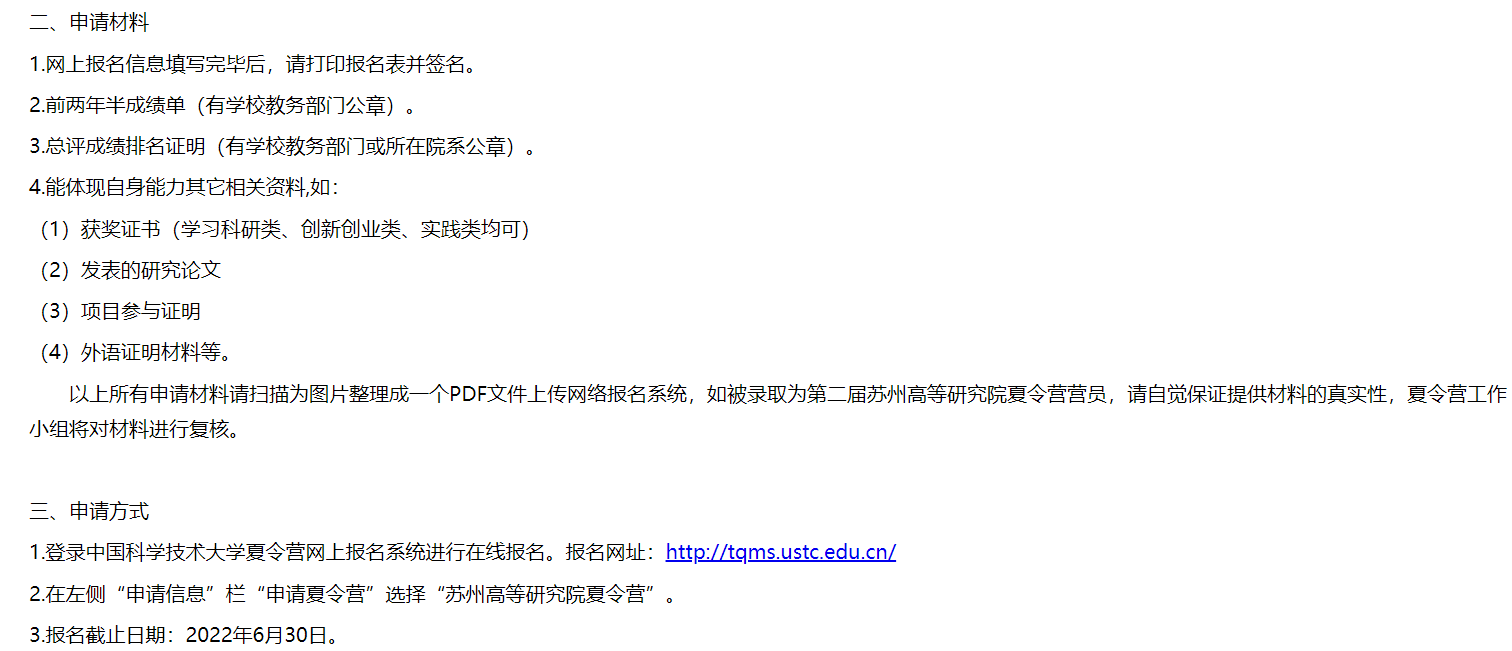 二、申请材料
1.网上报名信息填写完毕后，请打印报名表并签名。
2.前两年半成绩单（有学校教务部门公章）。
3.总评成绩排名证明（有学校教务部门或所在院系公章）。
4.能体现自身能力其它相关资料,如：
（1）获奖证书（学习科研类、创新创业类、实践类均可）
（2）发表的研究论文
（3）项目参与证明
（4）外语证明材料等。
以上所有申请材料请扫描为图片整理成一个PDF文件上传网络报名系统，如被录取为第二届苏州高等研究院夏令营营员，请自觉保证提供材料的真实性，夏令营工作
小组将对材料进行复核。
三、申请方式
1.登录中国科学技术大学夏令营网上报名系统进行在线报名。报名网址：http://tqms.ustc.edu.cn/
2.在左侧“申请信息”栏“申请夏令营”选择“苏州高等研究院夏令营”。
3.报名截止日期：2022年6月30日。